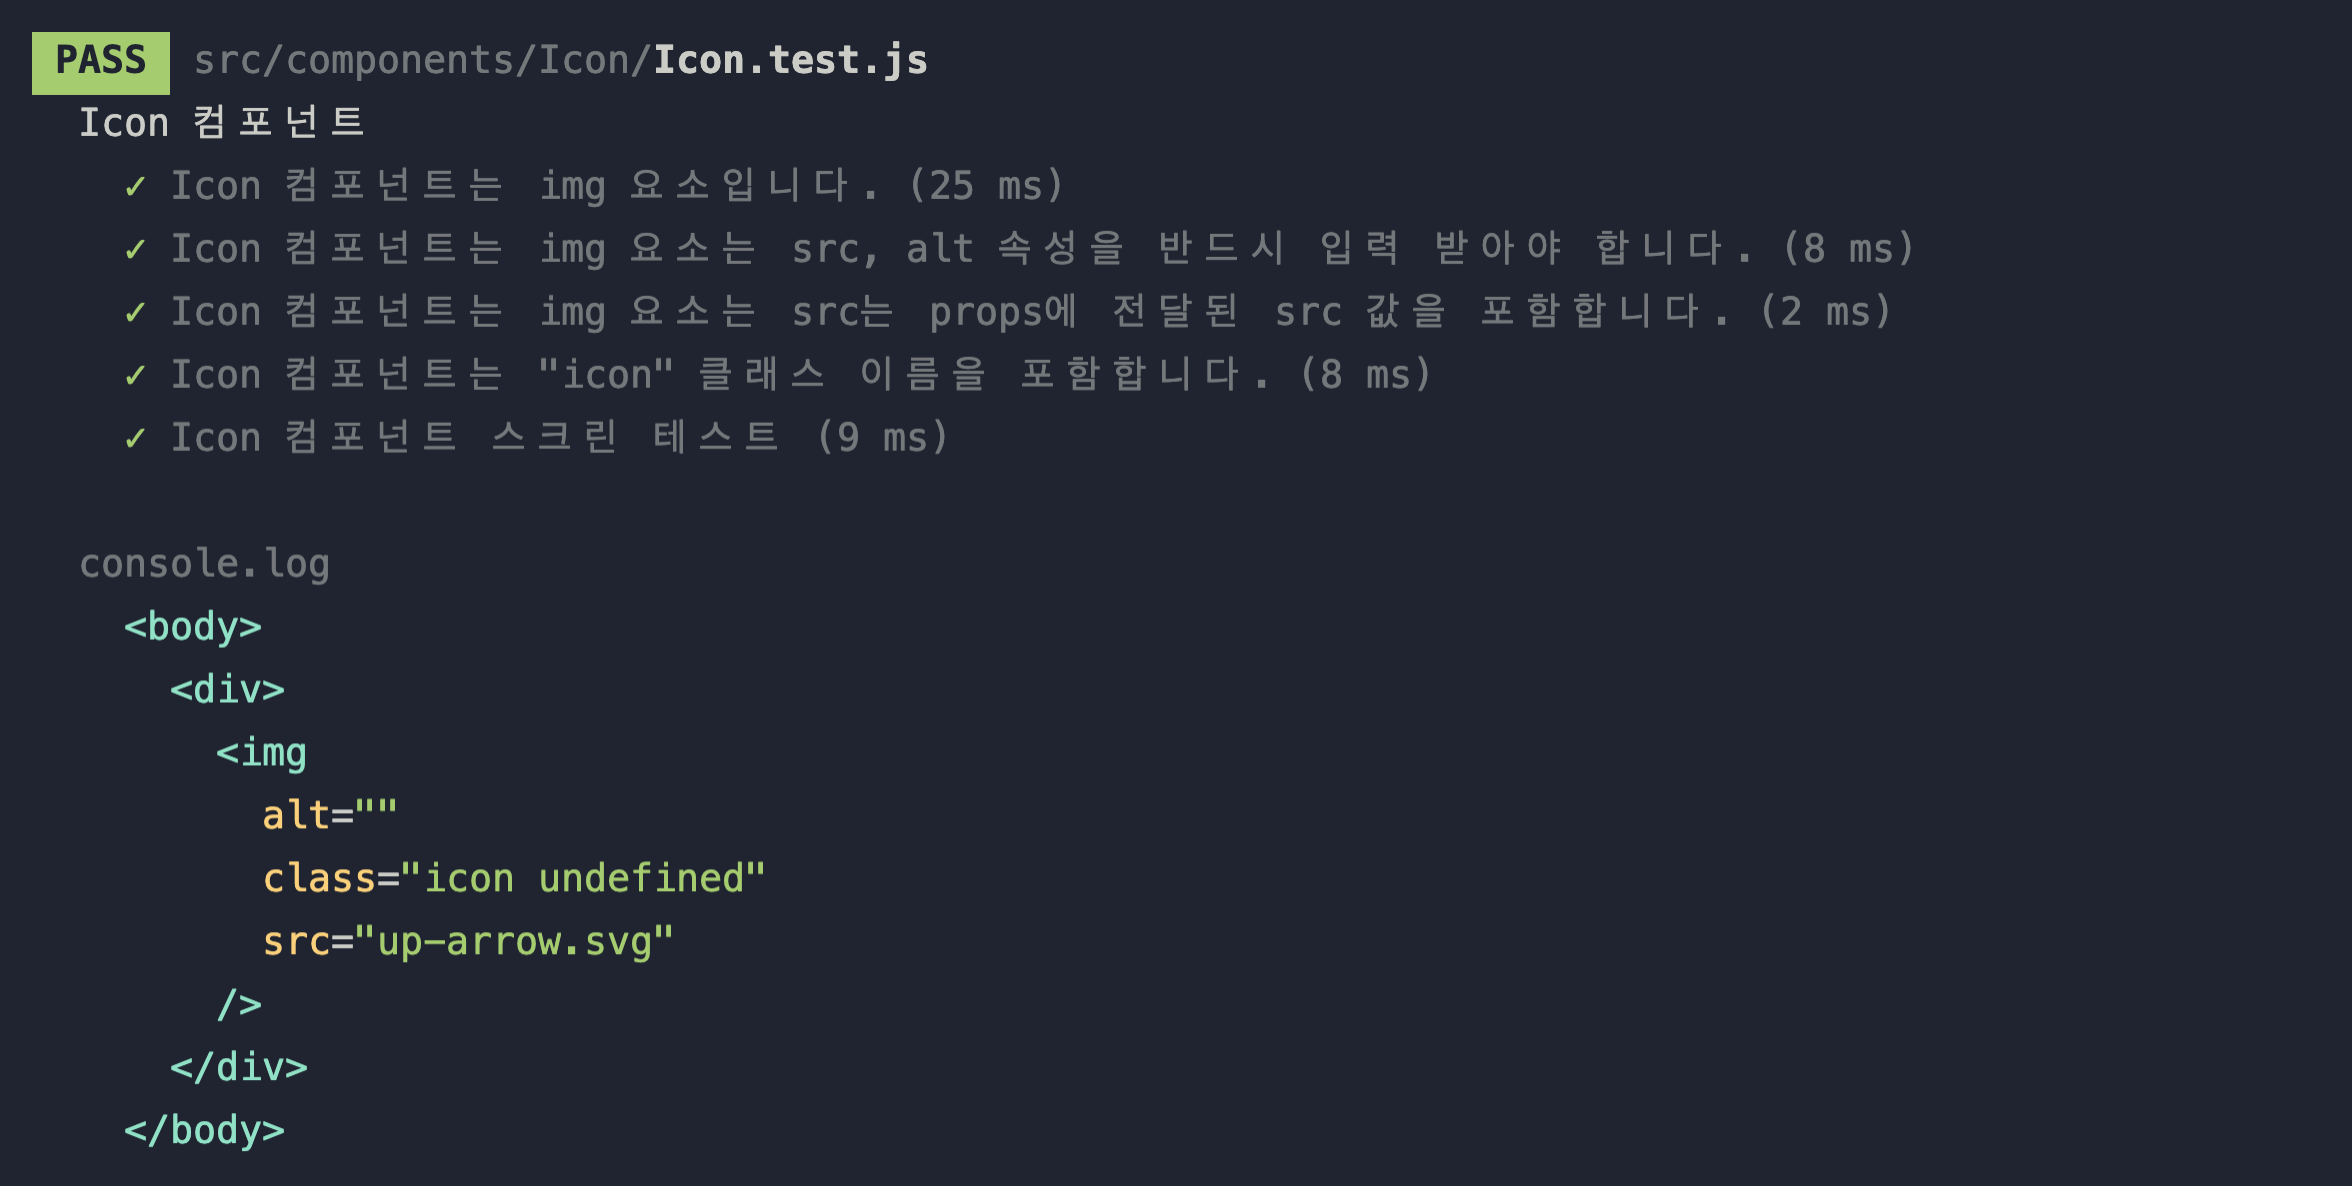 PASS src/components/Icon/Icon.test.js
Icon 컴포넌트
✓ Icon 컴포넌트는 img 요소입니다. (25 ms)
✓ Icon 컴포넌트는 img 요소는 src, alt 속성을 반드시 입력 받아야 합니다. (8 ms)
✓ Icon 컴포넌트는 img 요소는 src는 props에 전달된 src 값을 포함합니다. (2 ms)
✓ Icon 컴포넌트는 "icon" 클래스 이름을 포함합니다. (8 ms)
✓ Icon 컴포넌트 스크린 테스트 (9 ms)
console.log
<body>
<div>
<img
alt=""
class="icon undefined"
src="up-arrow.svg"
/>
</div>
</body>